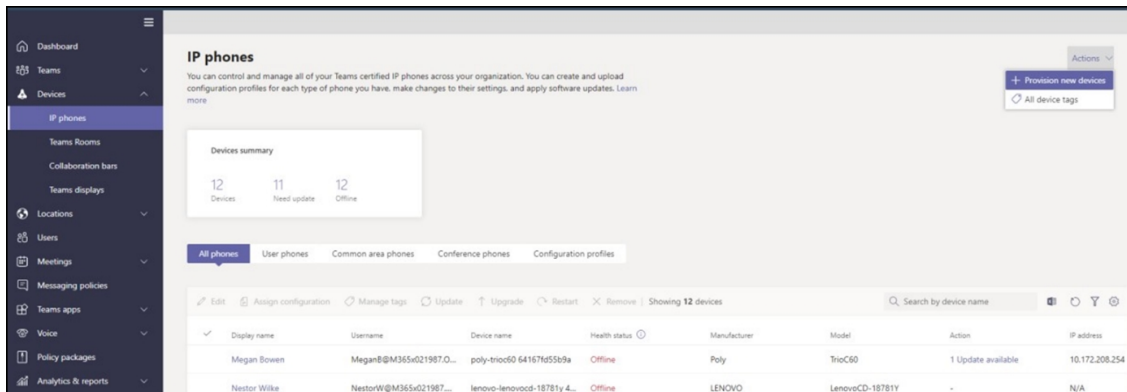 Dashboard
Teams
Devices
IP phones
Teams Rooms
Collaboration bars
Teams displays
Locations
Users
Meetings
Messaging policies
Teams apps
Voice
Policy packages
Analytics & reports
IP phones
You can control and manage all of your Teams certified IP phones across your organization. You can create and upload
configuration profiles for each type of phone you have, make changes to their settings, and apply software updates. Learn
more
Actions
+ Provision new devices
All device tags
Devices summary
12 11 12
Devices Need update Offline
All phones User phones Common area phones Conference phones Configuration profiles
Edit Assign configuration Manage tags Update Upgrade Restart Remove | Showing 12 devices Search by device name
Display name Username Device name Health status Manufacturer Model Action IP address
Megan Bowen MeganB@M365x021987.O... poly-trioc60 64167fd55b9a Offline Poly TrioC60 1 Update available 10.172.208.254
Nestor Wilke NestorW@M365x021987.... lenovo-lenovocd-18781y 4... Offline LENOVO LenovoCD-18781Y - N/A